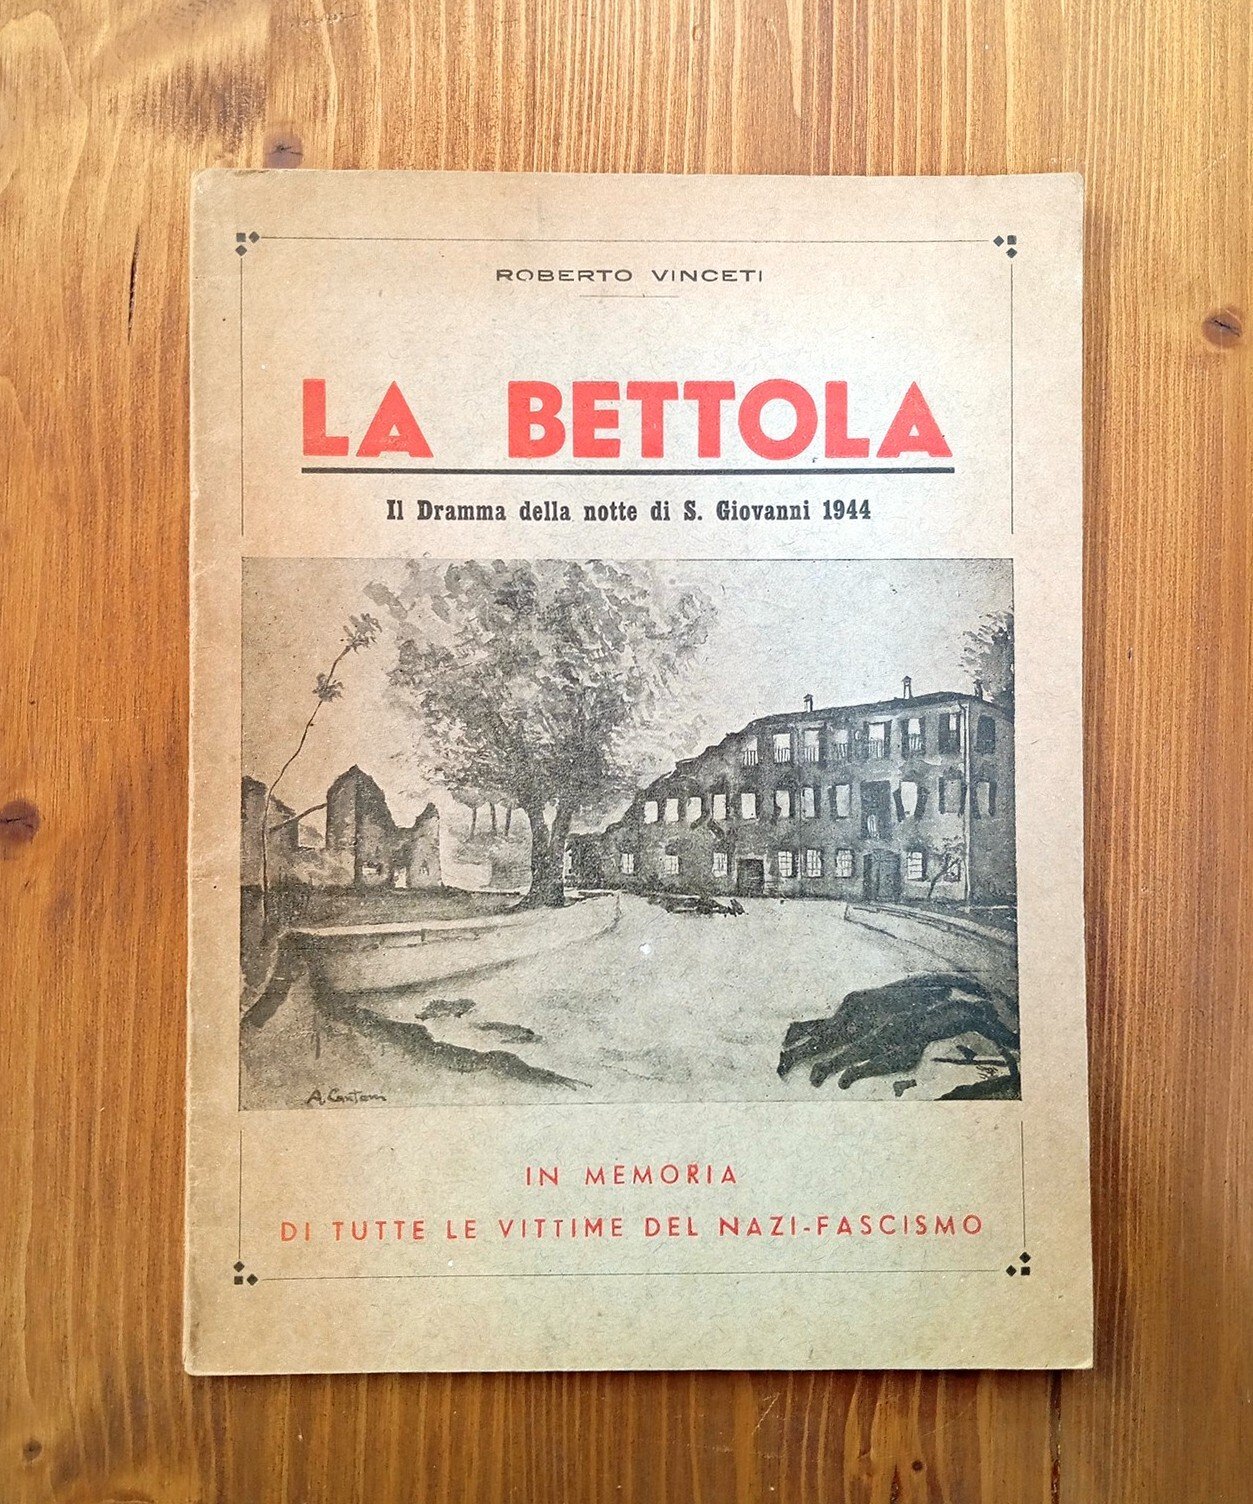 ROBERTO VINCETI
LA BETTOLA
Il Dramma della notte di S. Giovanni 1944
A. Cantoni
IN MEMORIA
DI TUTTE LE VITTIME DEL NAZI-FASCISMO